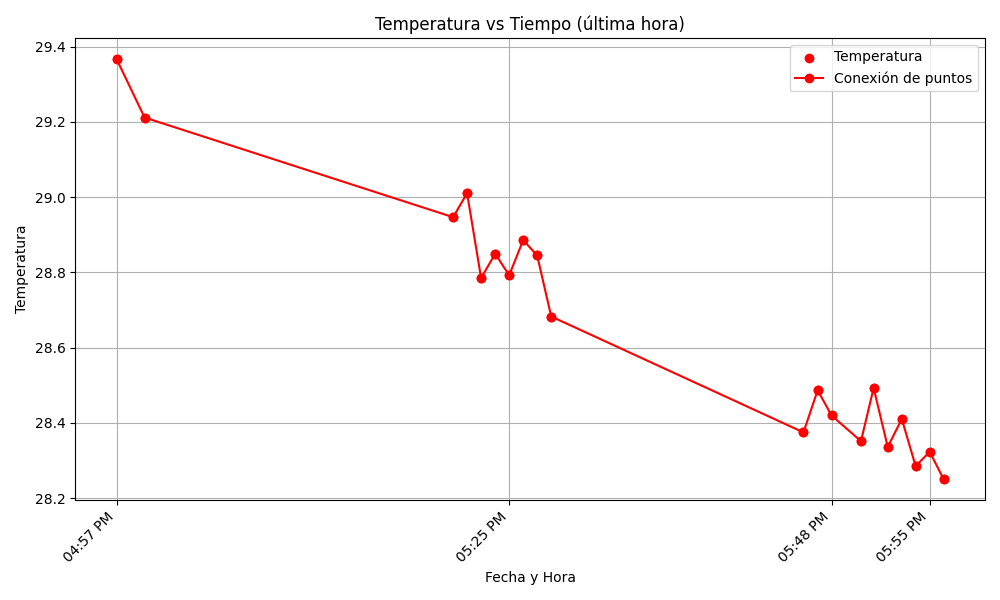 Temperatura vs Tiempo (última hora)
Temperatura
Conexión de puntos
29.4
29.2
29.0
28.8
28.6
28.4
28.2
Temperatura
04:57 PM
05:25 PM
05:48 PM
05:55 PM
Fecha y Hora